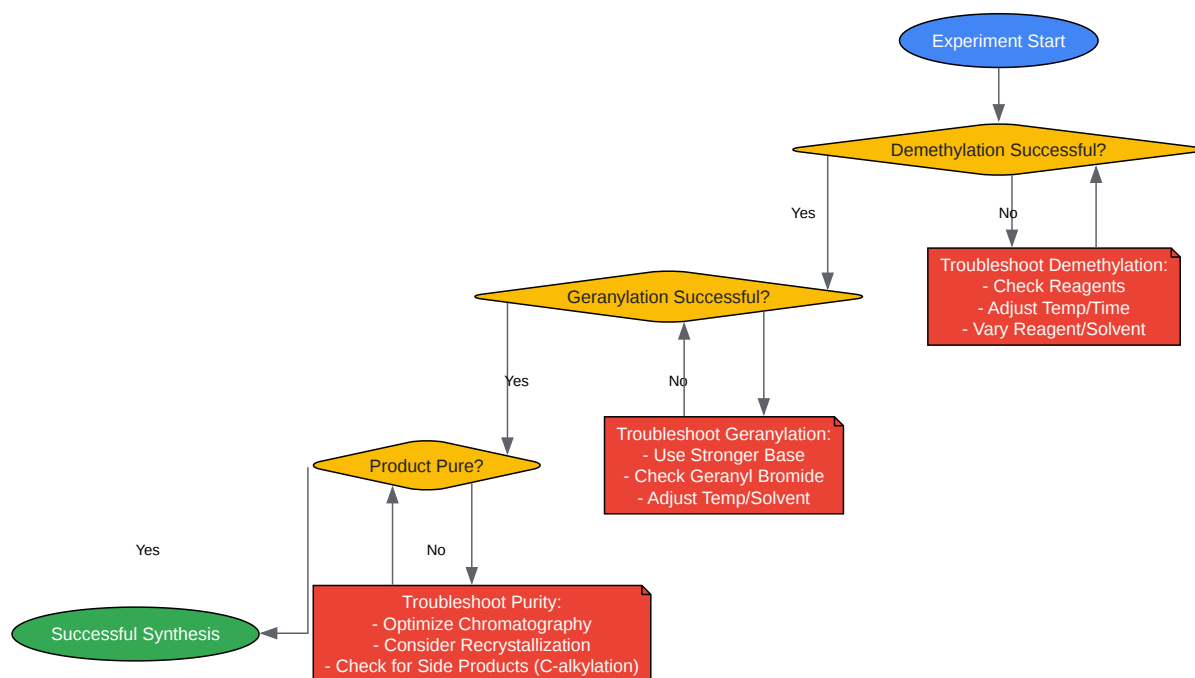 Experiment Start
Demethylation Successful?
Yes
No
Troubleshoot Demethylation:
- Check Reagents
- Adjust Temp/Time
- Vary Reagent/Solvent
Geranylation Successful?
Yes
No
Troubleshoot Geranylation:
- Use Stronger Base
- Check Geranyl Bromide
- Adjust Temp/Solvent
Product Pure?
Yes
No
Troubleshoot Purity:
- Optimize Chromatography
- Consider Recrystallization
- Check for Side Products (C-alkylation)
Successful Synthesis